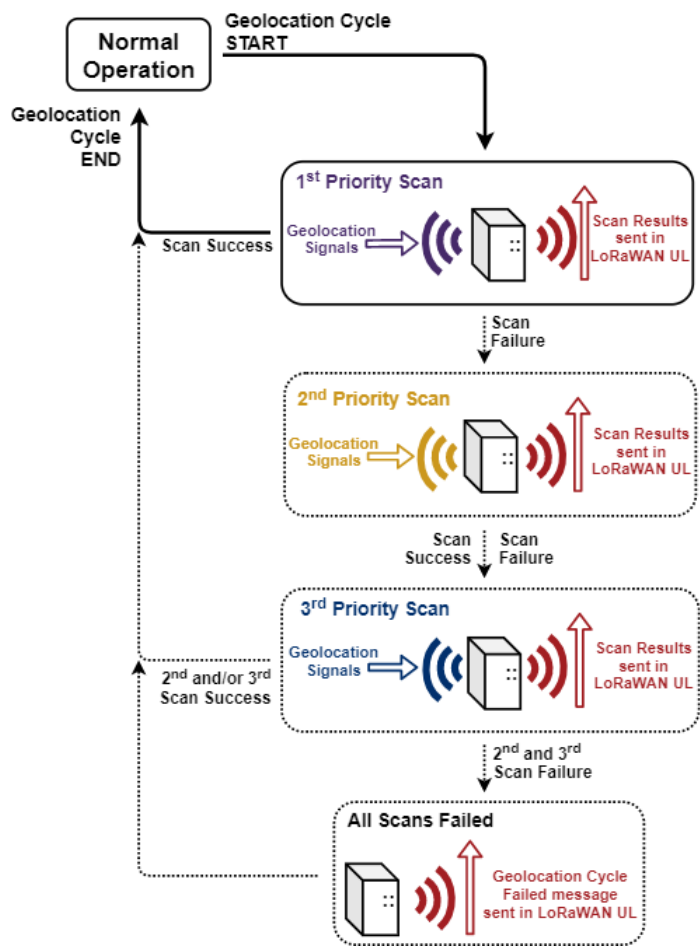 Normal
Operation
Geolocation Cycle
START
Geolocation
Cycle
END
1st Priority Scan
Geolocation
Signals
Scan Results
sent in
LoRaWAN UL
Scan Success
Scan
Failure
2nd Priority Scan
Geolocation
Signals
Scan Results
sent in
LoRaWAN UL
Scan
Success
Scan
Failure
3rd Priority Scan
Geolocation
Signals
Scan Results
sent in
LoRaWAN UL
2nd and/or 3rd
Scan Success
2nd and 3rd
Scan Failure
All Scans Failed
Geolocation Cycle
Failed message
sent in LoRaWAN UL